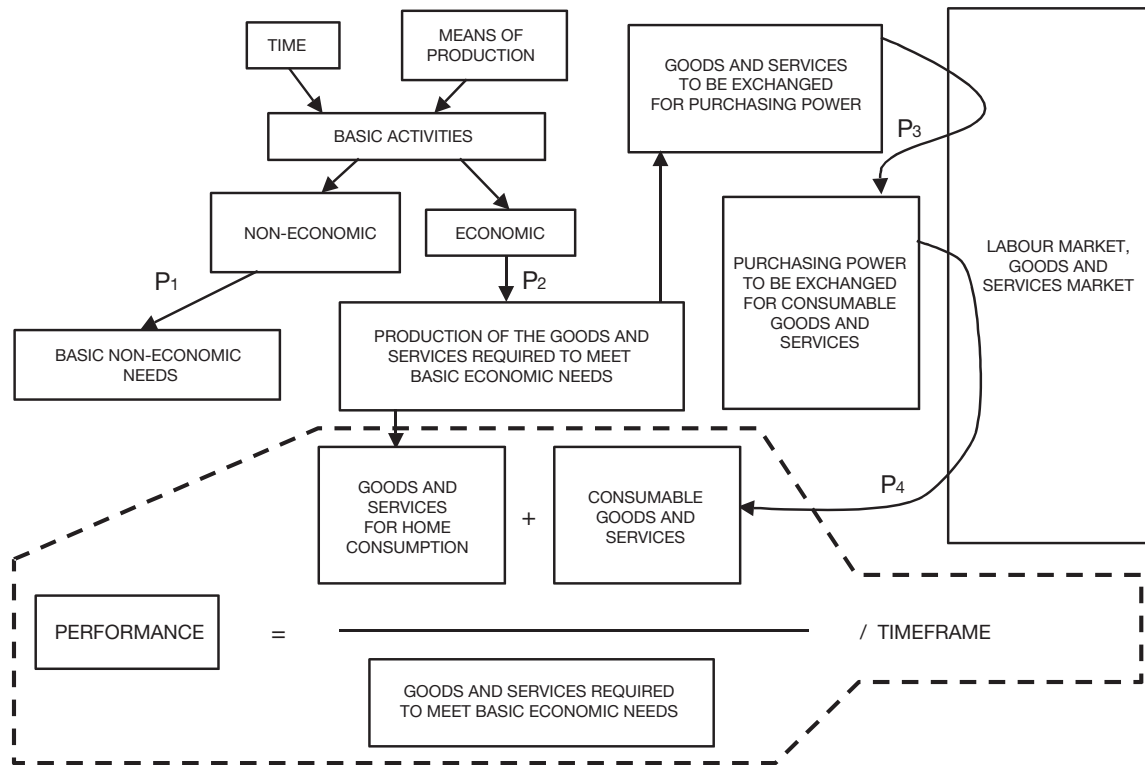 TIME
MEANS OF
PRODUCTION
BASIC ACTIVITIES
NON-ECONOMIC
ECONOMIC
P1
P2
BASIC NON-ECONOMIC
NEEDS
PRODUCTION OF THE GOODS AND
SERVICES REQUIRED TO MEET
BASIC ECONOMIC NEEDS
GOODS AND SERVICES
TO BE EXCHANGED
FOR PURCHASING POWER
P3
PURCHASING POWER
TO BE EXCHANGED
FOR CONSUMABLE
GOODS AND
SERVICES
LABOUR MARKET,
GOODS AND
SERVICES MARKET
P4
GOODS AND
SERVICES
FOR HOME
CONSUMPTION
+
CONSUMABLE
GOODS AND
SERVICES
PERFORMANCE
=
/ TIMEFRAME
GOODS AND SERVICES REQUIRED
TO MEET BASIC ECONOMIC NEEDS